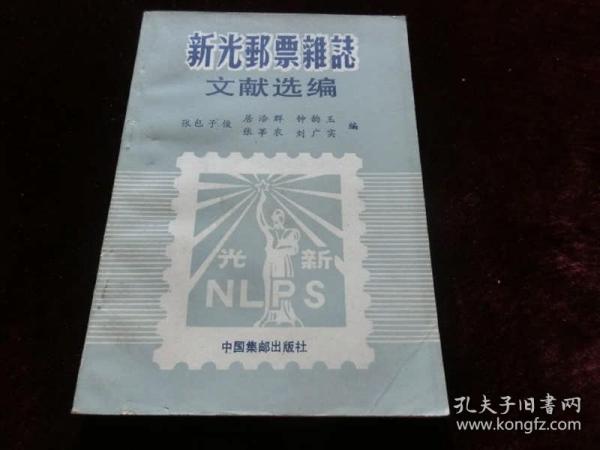 新光郵票雜誌
文献选编
张包子俊 居洽群 钟韵玉 编
张革农 刘广实
光 新
NLPS
中国集邮出版社
孔夫子旧书网
www.kongfz.com